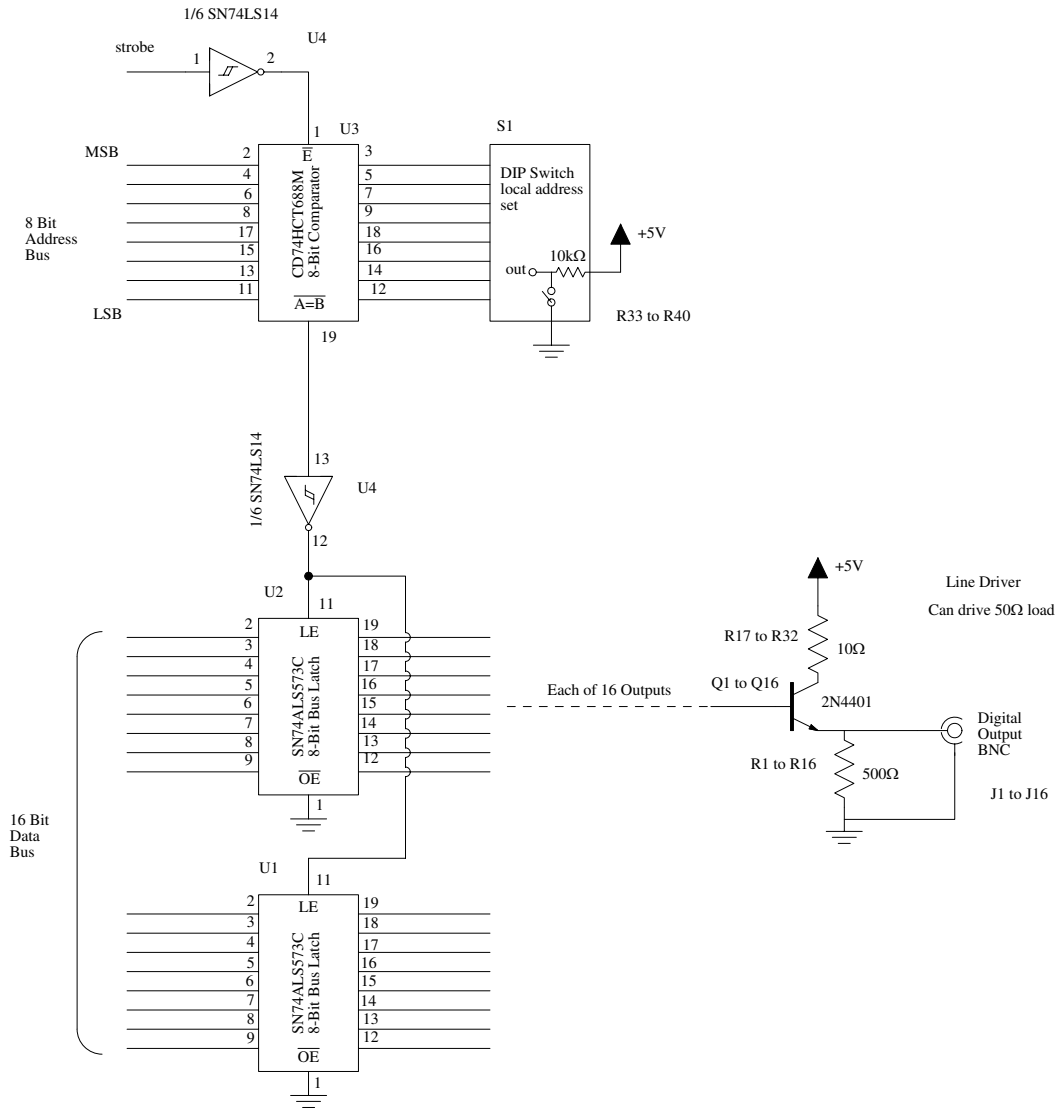 1/6 SN74LS14
U4
strobe
1
2
1
U3
S1
MSB
2
E
3
4
5
6
7
8
9
17
18
15
16
13
14
11
12
CD74HCT688M
8-Bit Comparator
A=B
DIP Switch
local address
set
+5V
10kΩ
out
8 Bit
Address
Bus
LSB
R33 to R40
19
1/6 SN74LS14
13
U4
12
U2
11
+5V
Line Driver
Can drive 50Ω load
2
LE
19
3
18
4
17
5
16
6
15
7
14
8
13
9
12
SN74ALS573C
8-Bit Bus Latch
OE
1
R17 to R32
10Ω
Each of 16 Outputs
Q1 to Q16
2N4401
Digital
Output
BNC
R1 to R16
500Ω
J1 to J16
16 Bit
Data
Bus
U1
11
2
LE
19
3
18
4
17
5
16
6
15
7
14
8
13
9
12
SN74ALS573C
8-Bit Bus Latch
OE
1